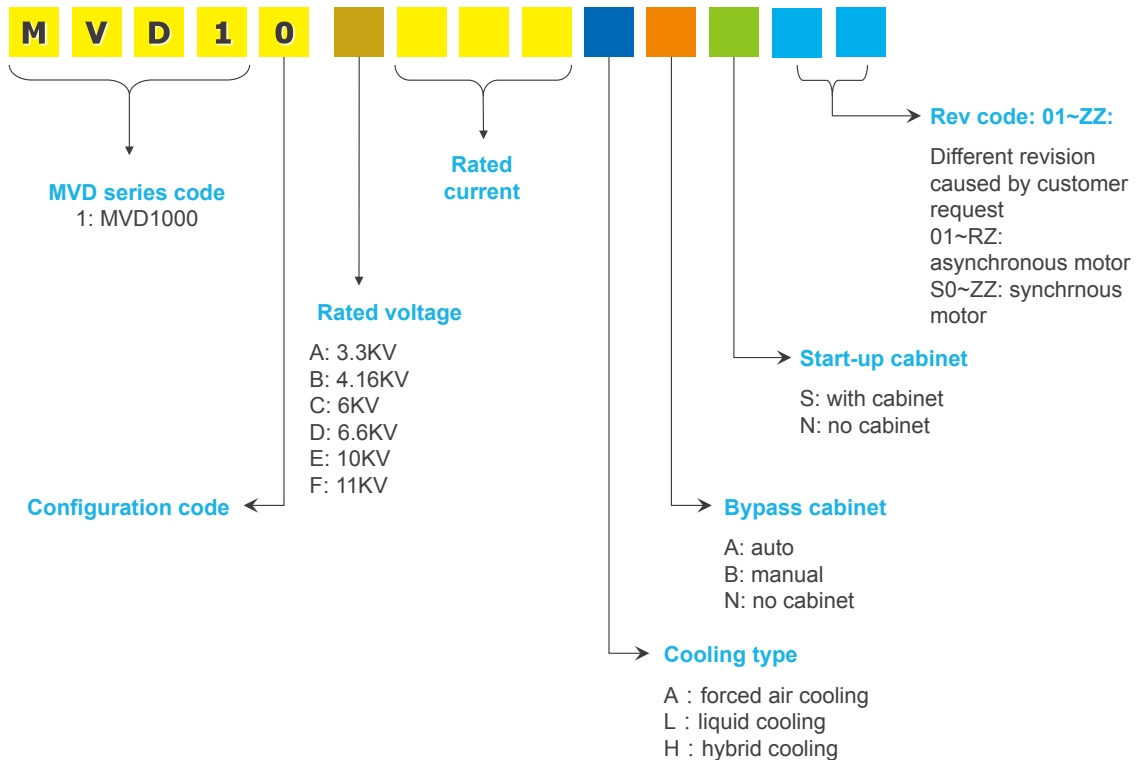 M V D 1 0
Rev code: 01~ZZ:
Different revision
caused by customer
request
01~RZ:
asynchronous motor
S0~ZZ: synchrnous
motor
Rated
current
MVD series code
1: MVD1000
Rated voltage
A: 3.3KV
B: 4.16KV
C: 6KV
D: 6.6KV
E: 10KV
F: 11KV
Start-up cabinet
S: with cabinet
N: no cabinet
Configuration code
Bypass cabinet
A: auto
B: manual
N: no cabinet
Cooling type
A : forced air cooling
L : liquid cooling
H : hybrid cooling